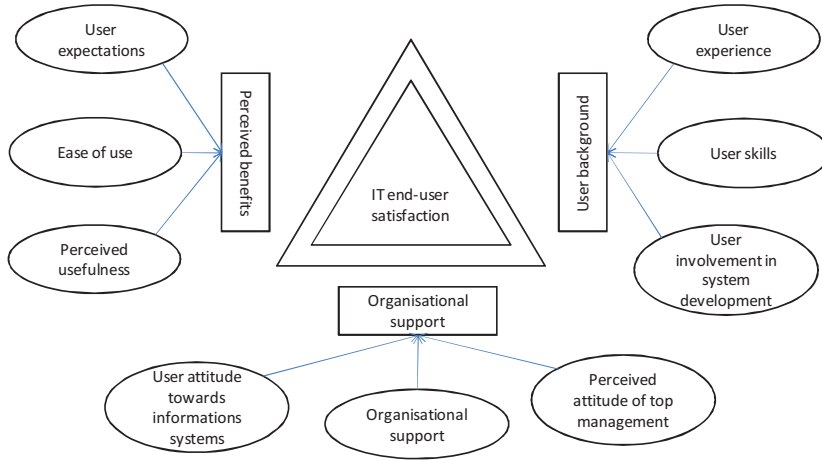 User
expectations
Ease of use
Perceived
usefulness
Perceived benefits
IT end-user
satisfaction
User background
User
experience
User skills
User
involvement in
system
development
Organisational
support
User attitude
towards
informations
systems
Organisational
support
Perceived
attitude of top
management